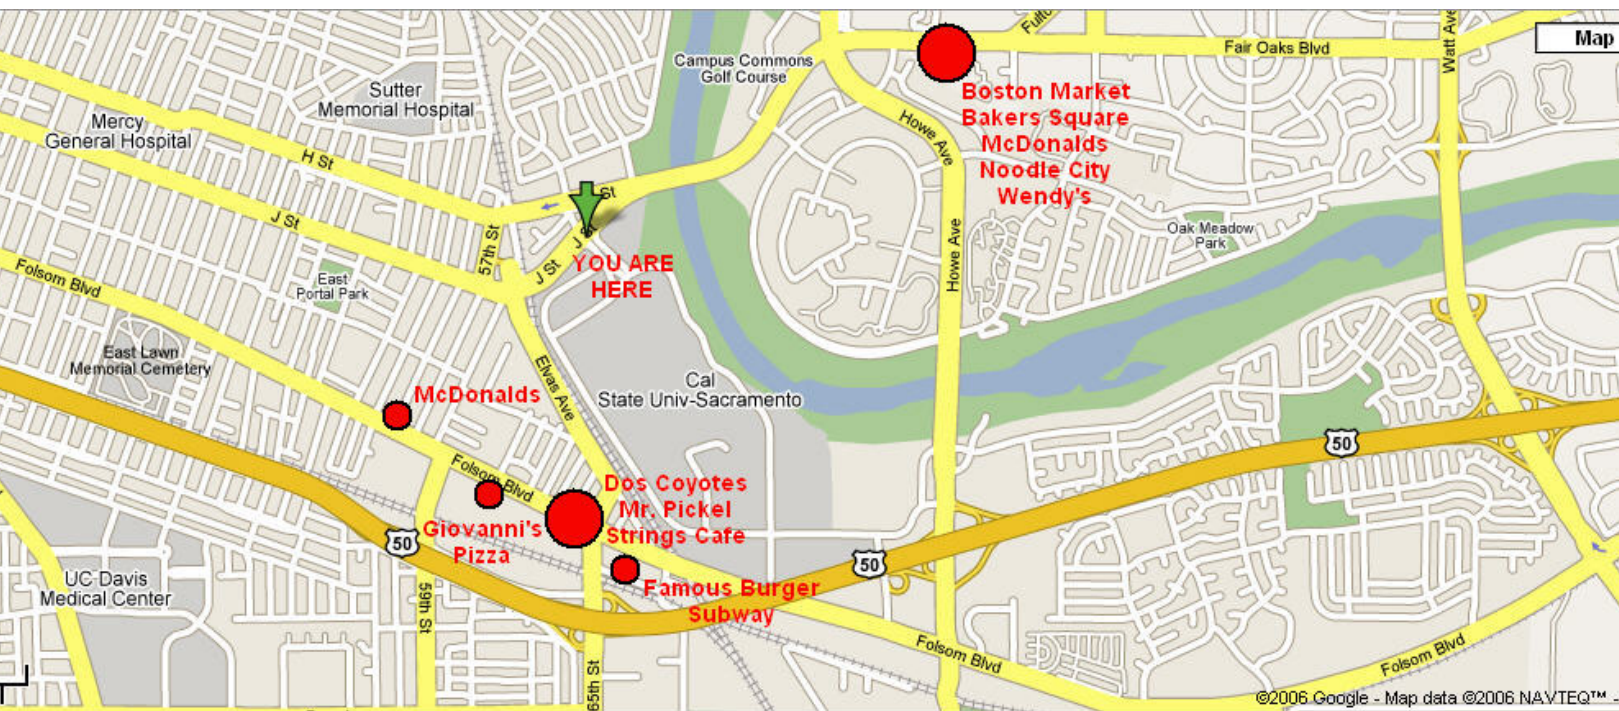 Fulto
Watt Ave
Map
Fair Oaks Blvd
Campus Commons
Golf Course
Sutter
Memorial Hospital
Boston Market
Bakers Square
McDonalds
Noodle City
Wendy's
Mercy
General Hospital
Howe Ave
H St
St
J St
J St
J St
57th St
YOU ARE
HERE
Oak Meadow
Park
Howe Ave
Folsom Blvd
East
Portal Park
East Lawn
Memorial Cemetery
Elvas Ave
Cal
State Univ-Sacramento
McDonalds
50
Folsom Blvd
Dos Coyotes
Mr. Pickel
Strings Cafe
Giovanni's
Pizza
50
50
UC Davis
Medical Center
Famous Burger
Subway
59th St
65th St
Folsom Blvd
Folsom Blvd
©2006 Google - Map data ©2006 NAVTEQ™ -